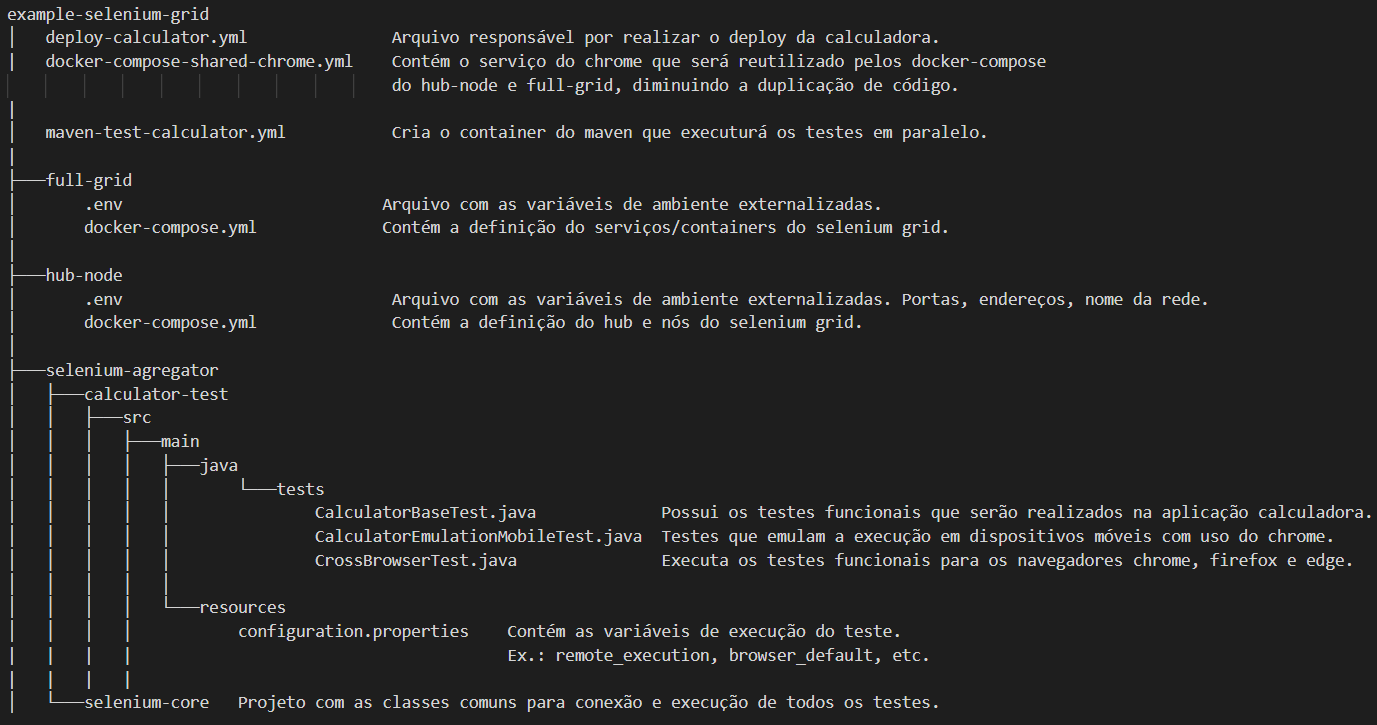 example-selenium-grid
deploy-calculator.yml Arquivo responsável por realizar o deploy da calculadora.
docker-compose-shared-chrome.yml Contém o serviço do chrome que será reutilizado pelos docker-compose
do hub-node e full-grid, diminuindo a duplicação de código.
maven-test-calculator.yml Cria o container do maven que executurá os testes em paralelo.
full-grid
.env Arquivo com as variáveis de ambiente externalizadas.
docker-compose.yml Contém a definição do serviços/containers do selenium grid.
hub-node
.env Arquivo com as variáveis de ambiente externalizadas. Portas, endereços, nome da rede.
docker-compose.yml Contém a definição do hub e nós do selenium grid.
selenium-agregator
calculator-test
src
main
java
tests
CalculatorBaseTest.java Possui os testes funcionais que serão realizados na aplicação calculadora.
CalculatorEmulationMobileTest.java Testes que emulam a execução em dispositivos móveis com uso do chrome.
CrossBrowserTest.java Executa os testes funcionais para os navegadores chrome, firefox e edge.
resources
configuration.properties Contém as variáveis de execução do teste.
Ex.: remote_execution, browser_default, etc.
selenium-core Projeto com as classes comuns para conexão e execução de todos os testes.